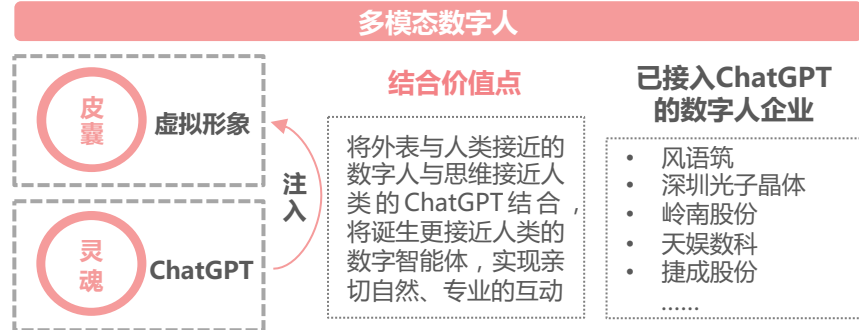 多模态数字人
皮
囊
虚拟形象
灵
魂
ChatGPT
注
入
结合价值点
将外表与人类接近的
数字人与思维接近人
类的ChatGPT结合，
将诞生更接近人类的
数字智能体，实现亲
切自然、专业的互动
已接入ChatGPT
的数字人企业
• 风语筑
• 深圳光子晶体
• 岭南股份
• 天娱数科
• 捷成股份
……